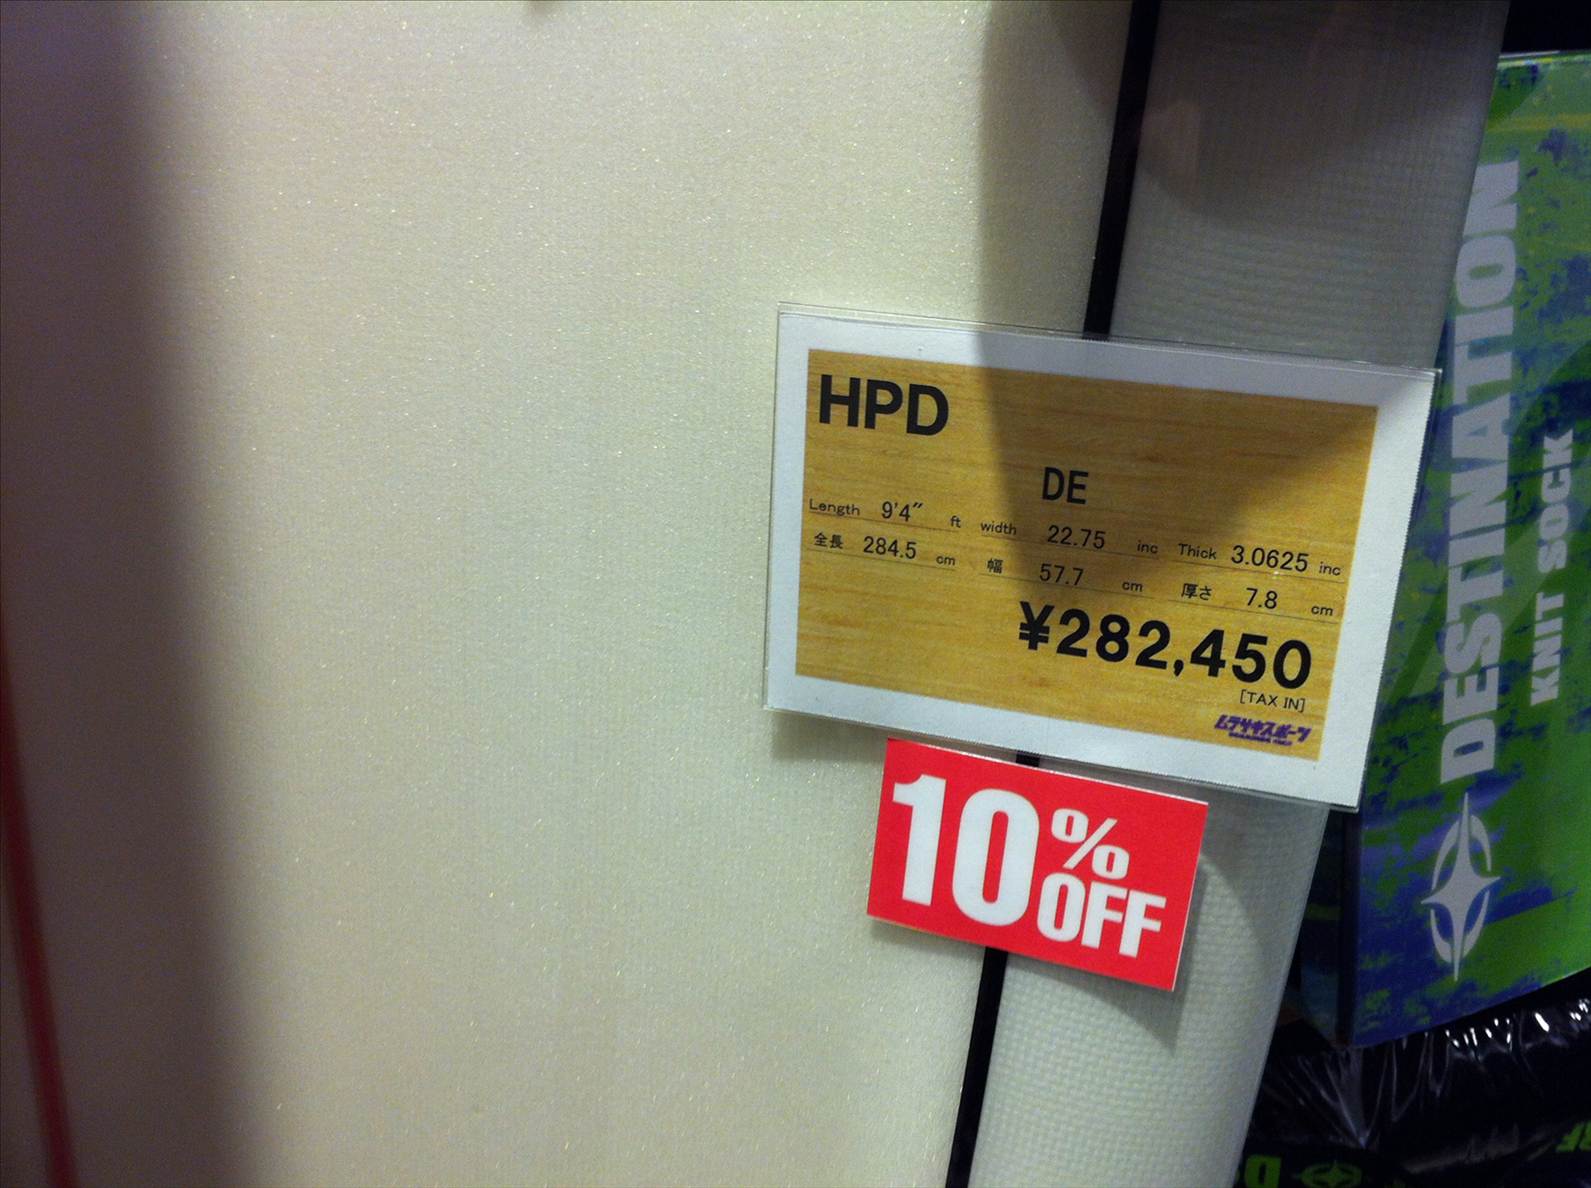 HPD
DE
Length 9'4" ft width 22.75 inc Thick 3.0625 inc
全長 284.5 cm 幅 57.7 cm 厚さ 7.8 cm
¥282,450
[TAX IN]
ムラサキスポーツ
10% OFF
DESTINATION
KNIT SOCK